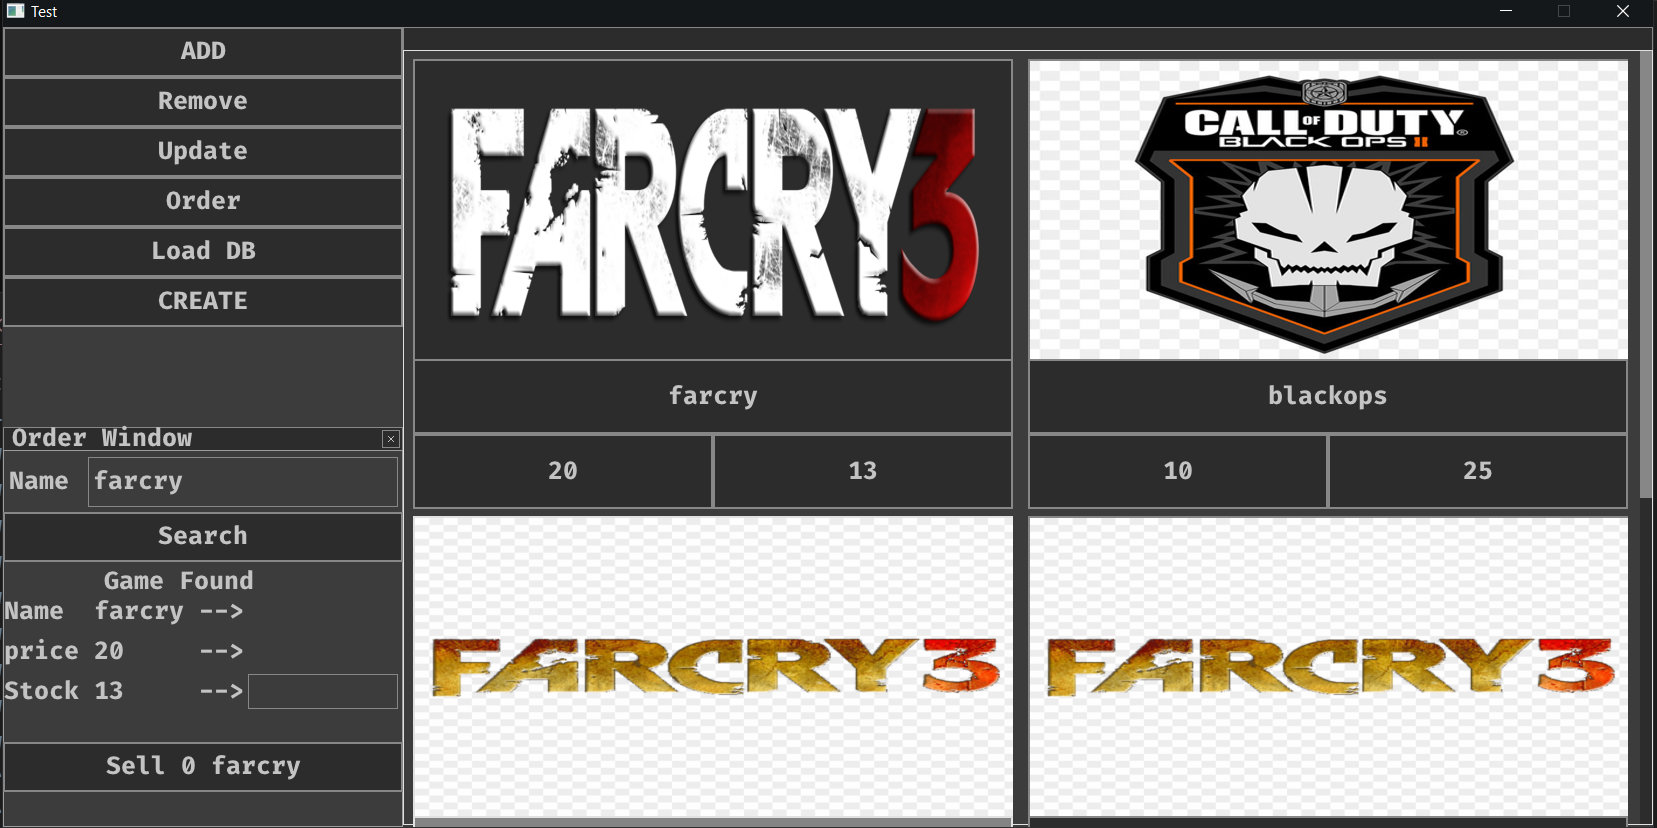 Test
ADD
Remove
Update
Order
Load DB
CREATE
Order Window
Name farcry
Search
Game Found
Name farcry -->
price 20 -->
Stock 13 -->
Sell 0 farcry
FARCRY3
farcry
20 13
CALL OF DUTY®
BLACK OPS II
blackops
10 25
FARCRY3
FARCRY3